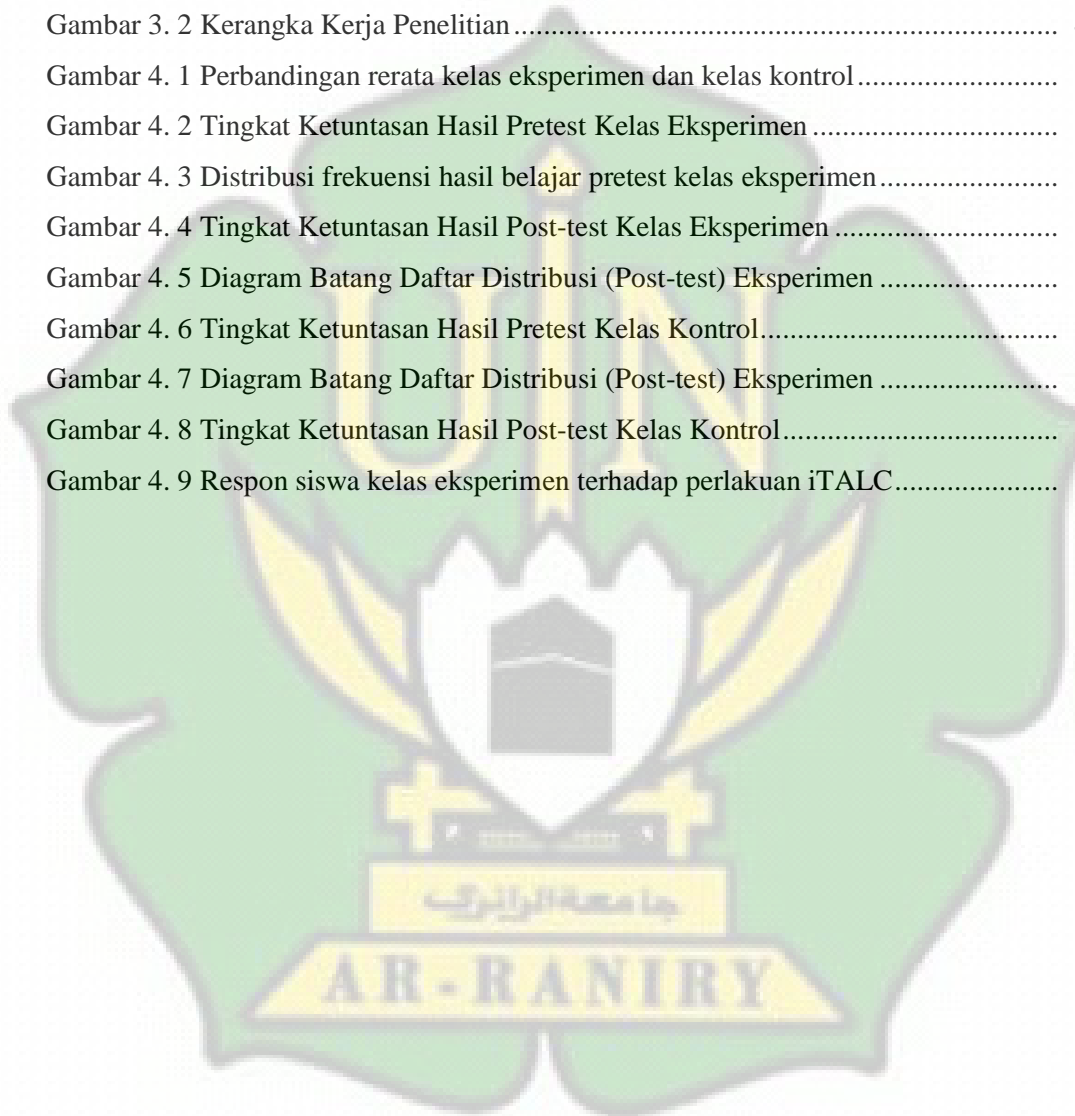 Gambar 3. 2 Kerangka Kerja Penelitian ....................................................................................
Gambar 4. 1 Perbandingan rerata kelas eksperimen dan kelas kontrol ................................
Gambar 4. 2 Tingkat Ketuntasan Hasil Pretest Kelas Eksperimen .......................................
Gambar 4. 3 Distribusi frekuensi hasil belajar pretest kelas eksperimen .............................
Gambar 4. 4 Tingkat Ketuntasan Hasil Post-test Kelas Eksperimen ....................................
Gambar 4. 5 Diagram Batang Daftar Distribusi (Post-test) Eksperimen .............................
Gambar 4. 6 Tingkat Ketuntasan Hasil Pretest Kelas Kontrol ..............................................
Gambar 4. 7 Diagram Batang Daftar Distribusi (Post-test) Eksperimen .............................
Gambar 4. 8 Tingkat Ketuntasan Hasil Post-test Kelas Kontrol ...........................................
Gambar 4. 9 Respon siswa kelas eksperimen terhadap perlakuan iTALC ..........................
UIN
جامعة الرانري
AR-RANIRY